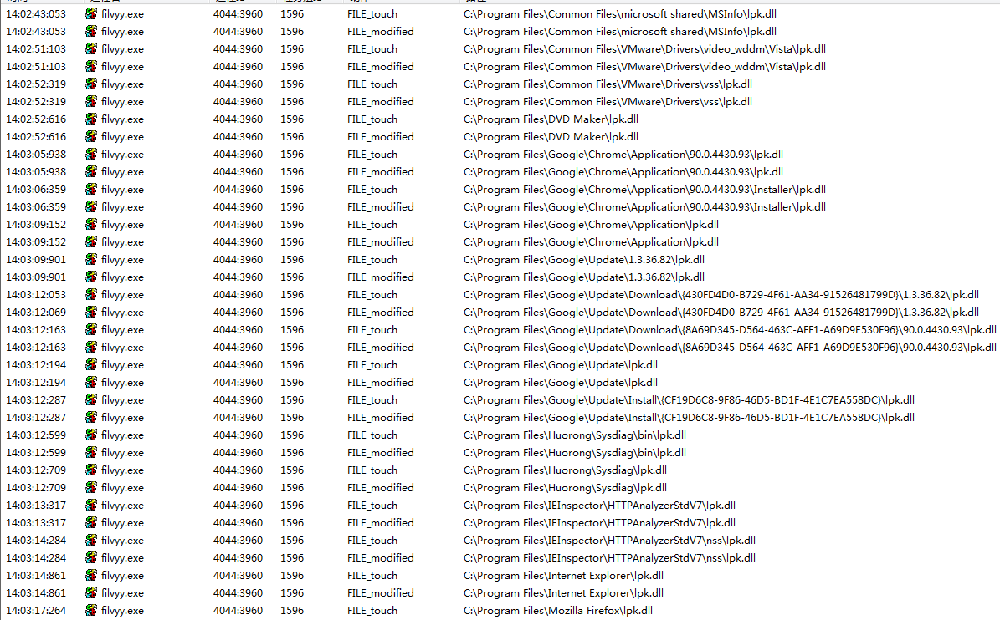 14:02:43:053 filvyy.exe 4044:3960 1596 FILE_touch C:\Program Files\Common Files\microsoft shared\MSInfo\lpk.dll
14:02:43:053 filvyy.exe 4044:3960 1596 FILE_modified C:\Program Files\Common Files\microsoft shared\MSInfo\lpk.dll
14:02:51:103 filvyy.exe 4044:3960 1596 FILE_touch C:\Program Files\Common Files\VMware\Drivers\video_wddm\Vista\lpk.dll
14:02:51:103 filvyy.exe 4044:3960 1596 FILE_modified C:\Program Files\Common Files\VMware\Drivers\video_wddm\Vista\lpk.dll
14:02:52:319 filvyy.exe 4044:3960 1596 FILE_touch C:\Program Files\Common Files\VMware\Drivers\vss\lpk.dll
14:02:52:319 filvyy.exe 4044:3960 1596 FILE_modified C:\Program Files\Common Files\VMware\Drivers\vss\lpk.dll
14:02:52:616 filvyy.exe 4044:3960 1596 FILE_touch C:\Program Files\DVD Maker\lpk.dll
14:02:52:616 filvyy.exe 4044:3960 1596 FILE_modified C:\Program Files\DVD Maker\lpk.dll
14:03:05:938 filvyy.exe 4044:3960 1596 FILE_touch C:\Program Files\Google\Chrome\Application\90.0.4430.93\lpk.dll
14:03:05:938 filvyy.exe 4044:3960 1596 FILE_modified C:\Program Files\Google\Chrome\Application\90.0.4430.93\lpk.dll
14:03:06:359 filvyy.exe 4044:3960 1596 FILE_touch C:\Program Files\Google\Chrome\Application\90.0.4430.93\Installer\lpk.dll
14:03:06:359 filvyy.exe 4044:3960 1596 FILE_modified C:\Program Files\Google\Chrome\Application\90.0.4430.93\Installer\lpk.dll
14:03:09:152 filvyy.exe 4044:3960 1596 FILE_touch C:\Program Files\Google\Chrome\Application\lpk.dll
14:03:09:152 filvyy.exe 4044:3960 1596 FILE_modified C:\Program Files\Google\Chrome\Application\lpk.dll
14:03:09:901 filvyy.exe 4044:3960 1596 FILE_touch C:\Program Files\Google\Update\1.3.36.82\lpk.dll
14:03:09:901 filvyy.exe 4044:3960 1596 FILE_modified C:\Program Files\Google\Update\1.3.36.82\lpk.dll
14:03:12:053 filvyy.exe 4044:3960 1596 FILE_touch C:\Program Files\Google\Update\Download\{430FD4D0-B729-4F61-AA34-91526481799D}\1.3.36.82\lpk.dll
14:03:12:069 filvyy.exe 4044:3960 1596 FILE_modified C:\Program Files\Google\Update\Download\{430FD4D0-B729-4F61-AA34-91526481799D}\1.3.36.82\lpk.dll
14:03:12:163 filvyy.exe 4044:3960 1596 FILE_touch C:\Program Files\Google\Update\Download\{8A69D345-D564-463C-AFF1-A69D9E530F96}\90.0.4430.93\lpk.dll
14:03:12:163 filvyy.exe 4044:3960 1596 FILE_modified C:\Program Files\Google\Update\Download\{8A69D345-D564-463C-AFF1-A69D9E530F96}\90.0.4430.93\lpk.dll
14:03:12:194 filvyy.exe 4044:3960 1596 FILE_touch C:\Program Files\Google\Update\lpk.dll
14:03:12:194 filvyy.exe 4044:3960 1596 FILE_modified C:\Program Files\Google\Update\lpk.dll
14:03:12:287 filvyy.exe 4044:3960 1596 FILE_touch C:\Program Files\Google\Update\Install\{CF19D6C8-9F86-46D5-BD1F-4E1C7EA558DC}\lpk.dll
14:03:12:287 filvyy.exe 4044:3960 1596 FILE_modified C:\Program Files\Google\Update\Install\{CF19D6C8-9F86-46D5-BD1F-4E1C7EA558DC}\lpk.dll
14:03:12:599 filvyy.exe 4044:3960 1596 FILE_touch C:\Program Files\Huorong\Sysdiag\bin\lpk.dll
14:03:12:599 filvyy.exe 4044:3960 1596 FILE_modified C:\Program Files\Huorong\Sysdiag\bin\lpk.dll
14:03:12:709 filvyy.exe 4044:3960 1596 FILE_touch C:\Program Files\Huorong\Sysdiag\lpk.dll
14:03:12:709 filvyy.exe 4044:3960 1596 FILE_modified C:\Program Files\Huorong\Sysdiag\lpk.dll
14:03:13:317 filvyy.exe 4044:3960 1596 FILE_touch C:\Program Files\IEInspector\HTTPAnalyzerStdV7\lpk.dll
14:03:13:317 filvyy.exe 4044:3960 1596 FILE_modified C:\Program Files\IEInspector\HTTPAnalyzerStdV7\lpk.dll
14:03:14:284 filvyy.exe 4044:3960 1596 FILE_touch C:\Program Files\IEInspector\HTTPAnalyzerStdV7\nss\lpk.dll
14:03:14:284 filvyy.exe 4044:3960 1596 FILE_modified C:\Program Files\IEInspector\HTTPAnalyzerStdV7\nss\lpk.dll
14:03:14:861 filvyy.exe 4044:3960 1596 FILE_touch C:\Program Files\Internet Explorer\lpk.dll
14:03:14:861 filvyy.exe 4044:3960 1596 FILE_modified C:\Program Files\Internet Explorer\lpk.dll
14:03:17:264 filvyy.exe 4044:3960 1596 FILE_touch C:\Program Files\Mozilla Firefox\lpk.dll